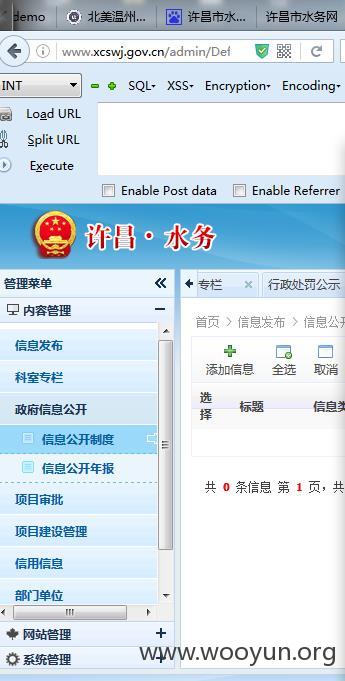 demo 北美温州... 许昌市水... 许昌市水务网
www.xcswj.gov.cn/admin/Def
INT SQL- XSS- Encryption- Encoding-
Load URL
Split URL
Execute
Enable Post data Enable Referrer
许昌·水务
管理菜单
专栏 行政处罚公示
内容管理
首页 > 信息发布 > 信息公开
信息发布
科室专栏
添加信息 全选 取消
政府信息公开
选择 标题 信息类
信息公开制度
信息公开年报
共 0 条信息 第 1 页，共
项目审批
项目建设管理
信用信息
部门单位
网站管理
系统管理
www.wooyun.org